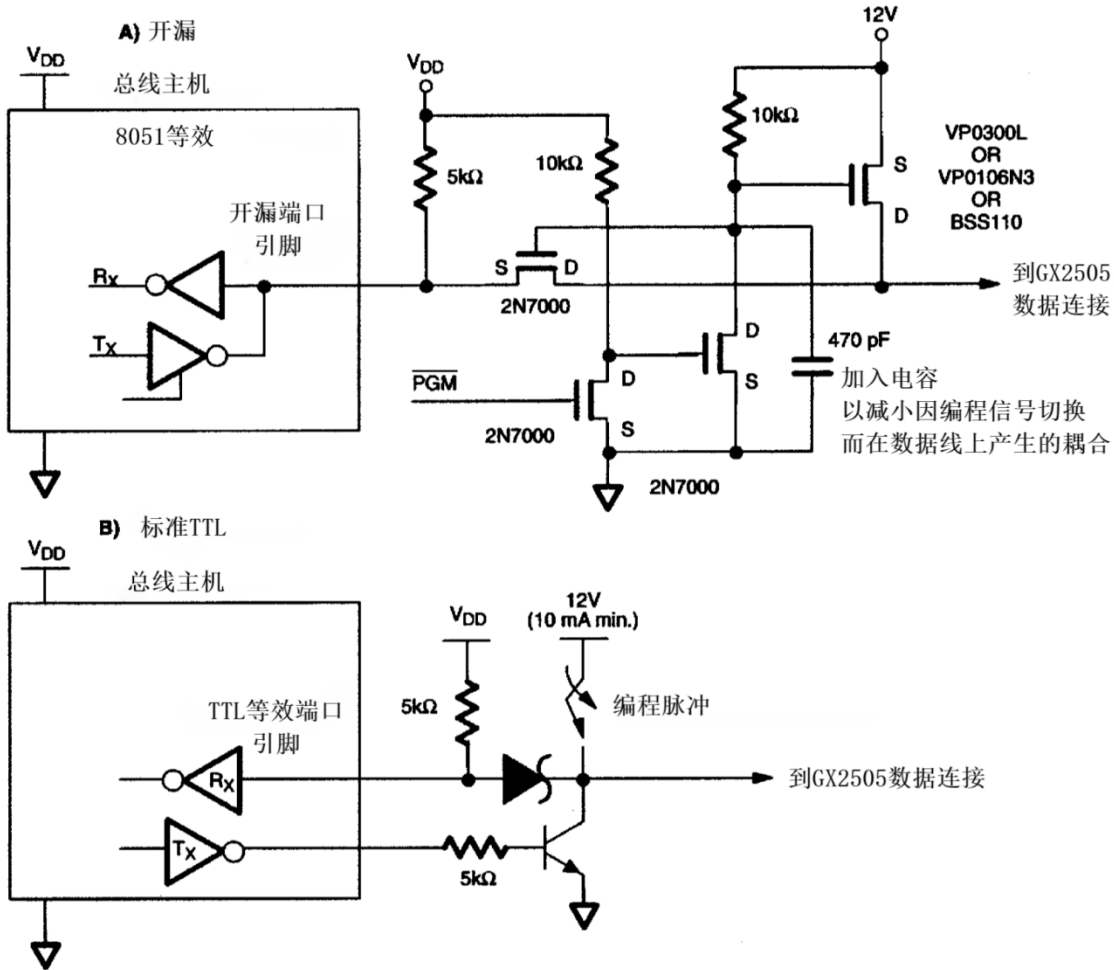 A) 开漏
12V
VDD
总线主机
VDD
8051等效
10kΩ
5kΩ
10kΩ
VP0300L
OR
VP0106N3
OR
BSS110
S
D
开漏端口
引脚
RX
TX
S
D
2N7000
到GX2505
数据连接
D
S
470 pF
加入电容
以减小因编程信号切换
而在数据线上产生的耦合
PGM
D
S
2N7000
2N7000
B) 标准TTL
VDD
总线主机
VDD
12V
(10 mA min.)
5kΩ
编程脉冲
TTL等效端口
引脚
RX
到GX2505数据连接
TX
5kΩ